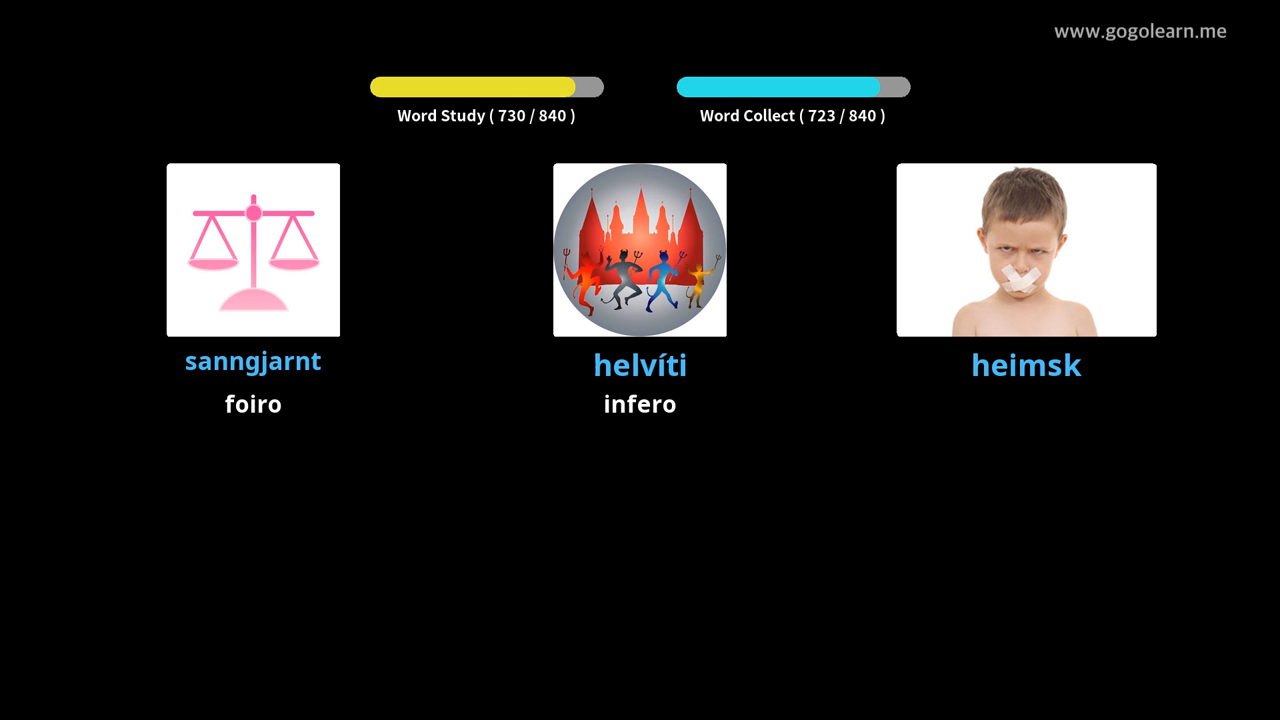 www.gogolearn.me
Word Study ( 730 / 840 )
Word Collect ( 723 / 840 )
sanngjarnt
helvíti
heimsk
foiro
infero